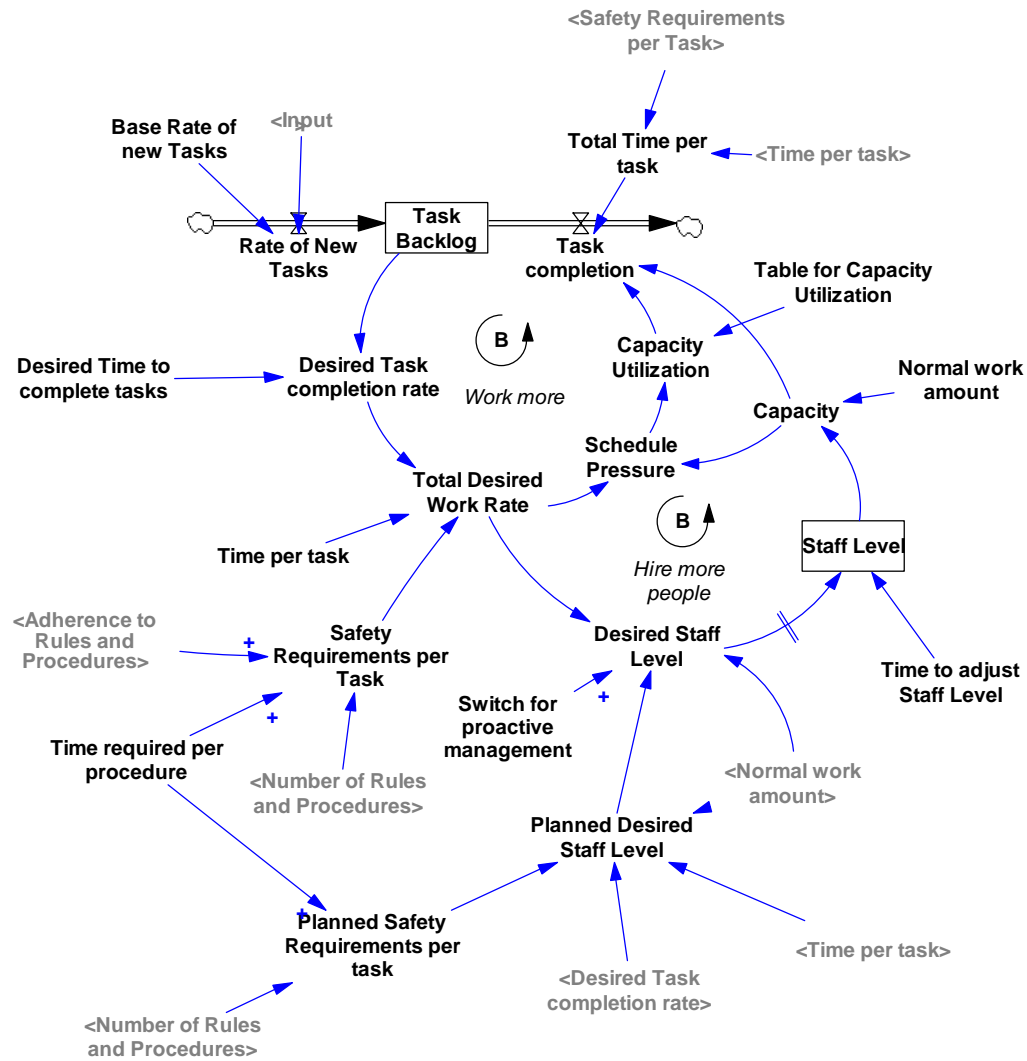 <Safety Requirements
per Task>
Base Rate of
new Tasks
<Input
>
Total Time per
task
<Time per task>
Task
Backlog
Rate of New
Tasks
Task
completion
Table for Capacity
Utilization
B
Work more
Capacity
Utilization
Desired Time to
complete tasks
Desired Task
completion rate
Normal work
amount
Capacity
Schedule
Pressure
Total Desired
Work Rate
B
Hire more
people
Staff Level
Time per task
<Adherence to
Rules and
Procedures>
+
Safety
Requirements per
Task
Desired Staff
Level
Time to adjust
Staff Level
+
Switch for
proactive
management
+
Time required per
procedure
<Number of Rules
and Procedures>
<Normal work
amount>
Planned Desired
Staff Level
+
Planned Safety
Requirements per
task
<Time per task>
<Desired Task
completion rate>
<Number of Rules
and Procedures>